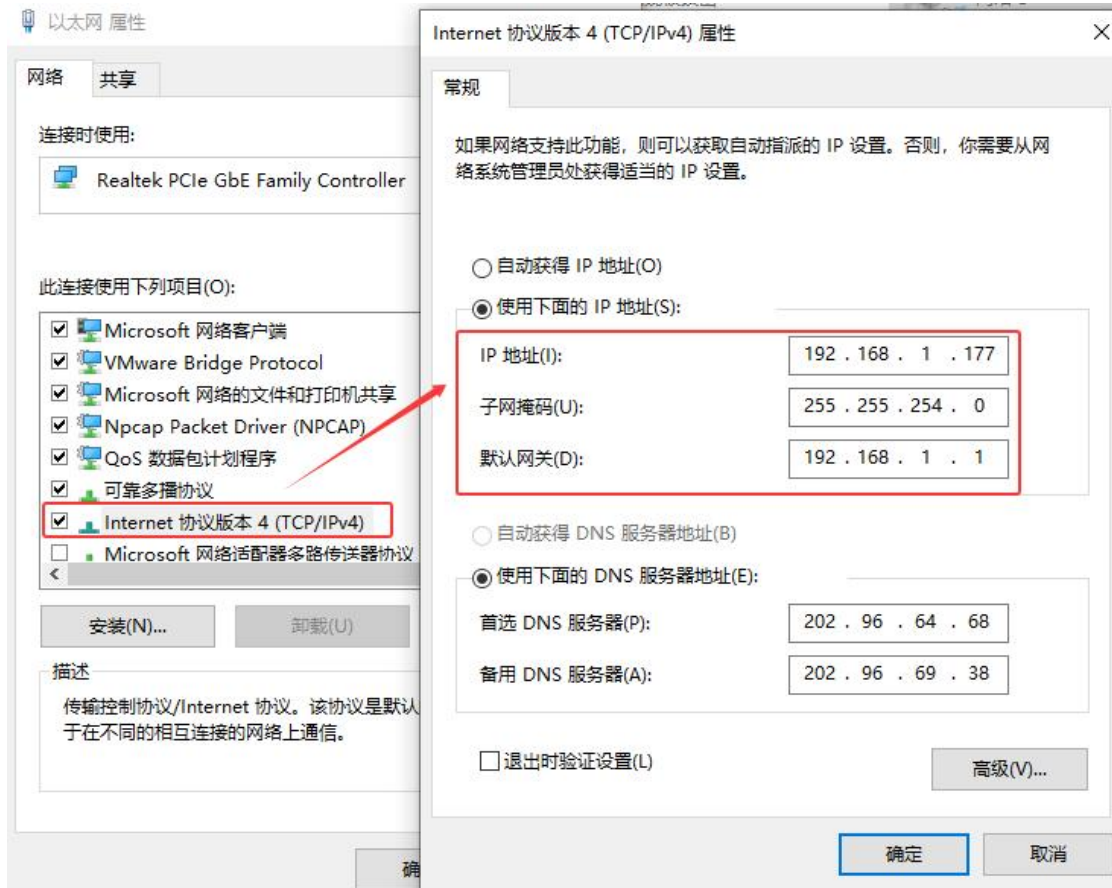 以太网 属性
网络
共享
连接时使用:
Realtek PCIe GbE Family Controller
此连接使用下列项目(O):
Microsoft 网络客户端
VMware Bridge Protocol
Microsoft 网络的文件和打印机共享
Npcap Packet Driver (NPCAP)
QoS 数据包计划程序
可靠多播协议
Internet 协议版本 4 (TCP/IPv4)
Microsoft 网络适配器多路传送器协议
安装(N)...
卸载(U)
描述
传输控制协议/Internet 协议。该协议是默认
于在不同的相互连接的网络上通信。
确
Internet 协议版本 4 (TCP/IPv4) 属性
常规
如果网络支持此功能，则可以获取自动指派的 IP 设置。否则，你需要从网
络系统管理员处获得适当的 IP 设置。
自动获得 IP 地址(O)
使用下面的 IP 地址(S):
IP 地址(I): 192 . 168 . 1 . 177
子网掩码(U): 255 . 255 . 254 . 0
默认网关(D): 192 . 168 . 1 . 1
自动获得 DNS 服务器地址(B)
使用下面的 DNS 服务器地址(E):
首选 DNS 服务器(P): 202 . 96 . 64 . 68
备用 DNS 服务器(A): 202 . 96 . 69 . 38
退出时验证设置(L)
高级(V)...
确定
取消